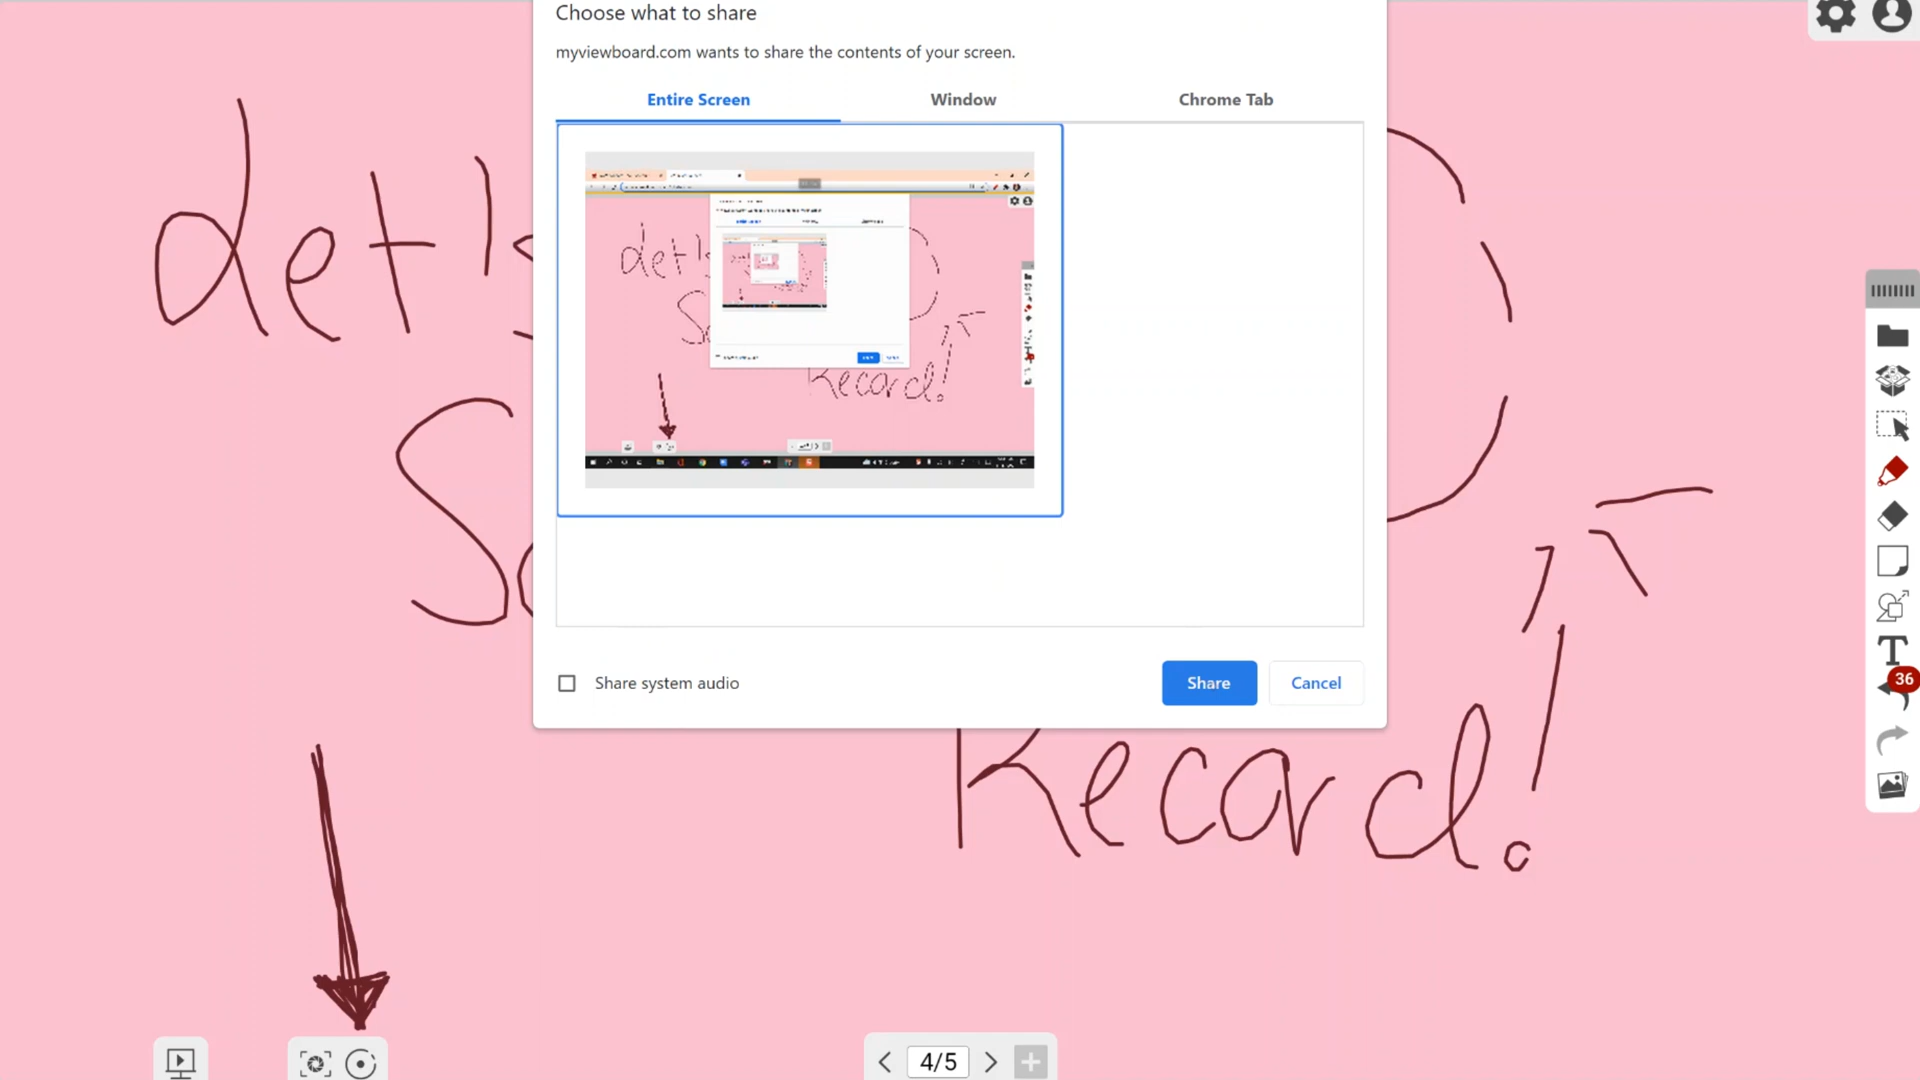 Choose what to share
myviewboard.com wants to share the contents of your screen.
Entire Screen Window Chrome Tab
Share system audio
Share Cancel
Record!
T
36
4/5